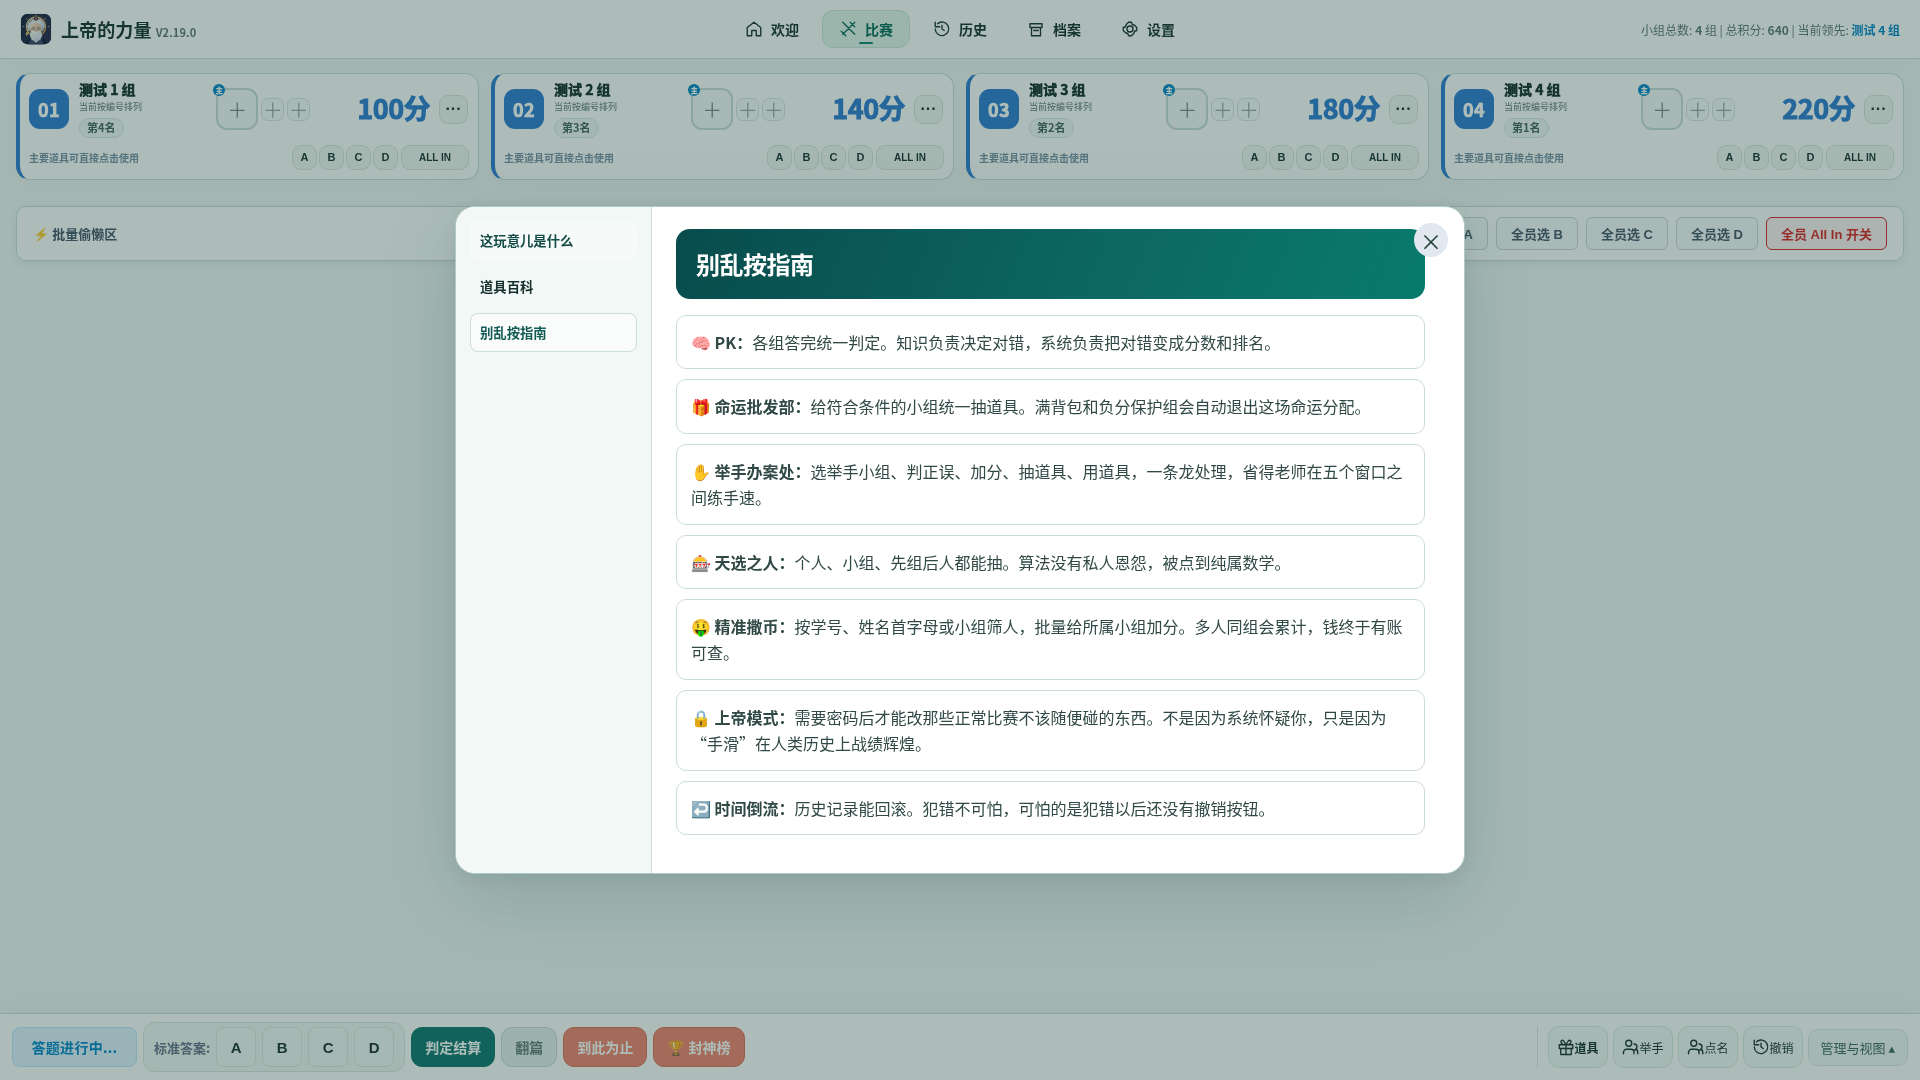 上帝的力量 V2.19.0
欢迎
比赛
历史
档案
设置
小组总数: 4 组 | 总积分: 640 | 当前领先: 测试 4 组
01
测试 1 组
当前按编号排列
第4名
主
100分
主要道具可直接点击使用
A B C D ALL IN
02
测试 2 组
当前按编号排列
第3名
主
140分
主要道具可直接点击使用
A B C D ALL IN
03
测试 3 组
当前按编号排列
第2名
主
180分
主要道具可直接点击使用
A B C D ALL IN
04
测试 4 组
当前按编号排列
第1名
主
220分
主要道具可直接点击使用
A B C D ALL IN
⚡ 批量偷懒区
A
全员选 B
全员选 C
全员选 D
全员 All In 开关
这玩意儿是什么
道具百科
别乱按指南
别乱按指南
🧠 PK：各组答完统一判定。知识负责决定对错，系统负责把对错变成分数和排名。
🎁 命运批发部：给符合条件的小组统一抽道具。满背包和负分保护组会自动退出这场命运分配。
✋ 举手办案处：选举手小组、判正误、加分、抽道具、用道具，一条龙处理，省得老师在五个窗口之
间练手速。
🎰 天选之人：个人、小组、先组后人都能抽。算法没有私人恩怨，被点到纯属数学。
🤑 精准撒币：按学号、姓名首字母或小组筛人，批量给所属小组加分。多人同组会累计，钱终于有账
可查。
🔒 上帝模式：需要密码后才能改那些正常比赛不该随便碰的东西。不是因为系统怀疑你，只是因为
“手滑”在人类历史上战绩辉煌。
↩️ 时间倒流：历史记录能回滚。犯错不可怕，可怕的是犯错以后还没有撤销按钮。
答题进行中...
标准答案: A B C D
判定结算
翻篇
到此为止
🏆 封神榜
道具
举手
点名
撤销
管理与视图 ▴